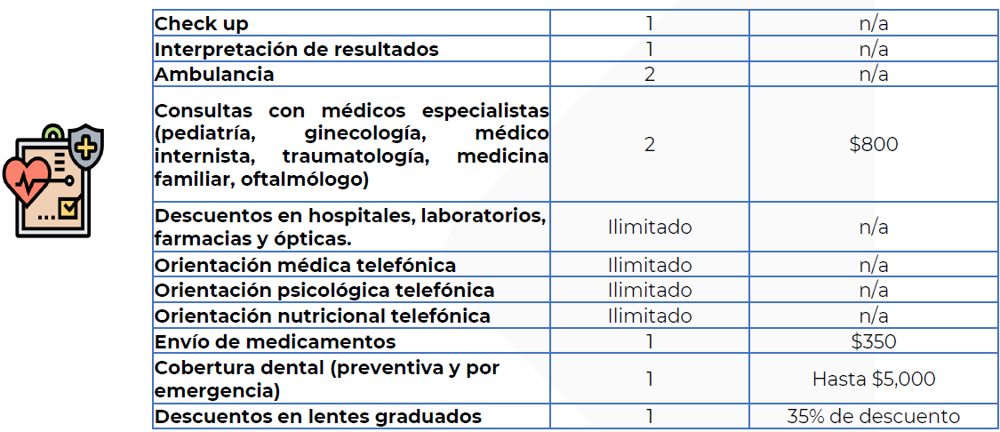 Check up 1 n/a
Interpretación de resultados 1 n/a
Ambulancia 2 n/a
Consultas con médicos especialistas
(pediatría, ginecología, médico
internista, traumatología, medicina
familiar, oftalmólogo)
2 $800
Descuentos en hospitales, laboratorios,
farmacias y ópticas.
Ilimitado n/a
Orientación médica telefónica Ilimitado n/a
Orientación psicológica telefónica Ilimitado n/a
Orientación nutricional telefónica Ilimitado n/a
Envío de medicamentos 1 $350
Cobertura dental (preventiva y por
emergencia)
1 Hasta $5,000
Descuentos en lentes graduados 1 35% de descuento